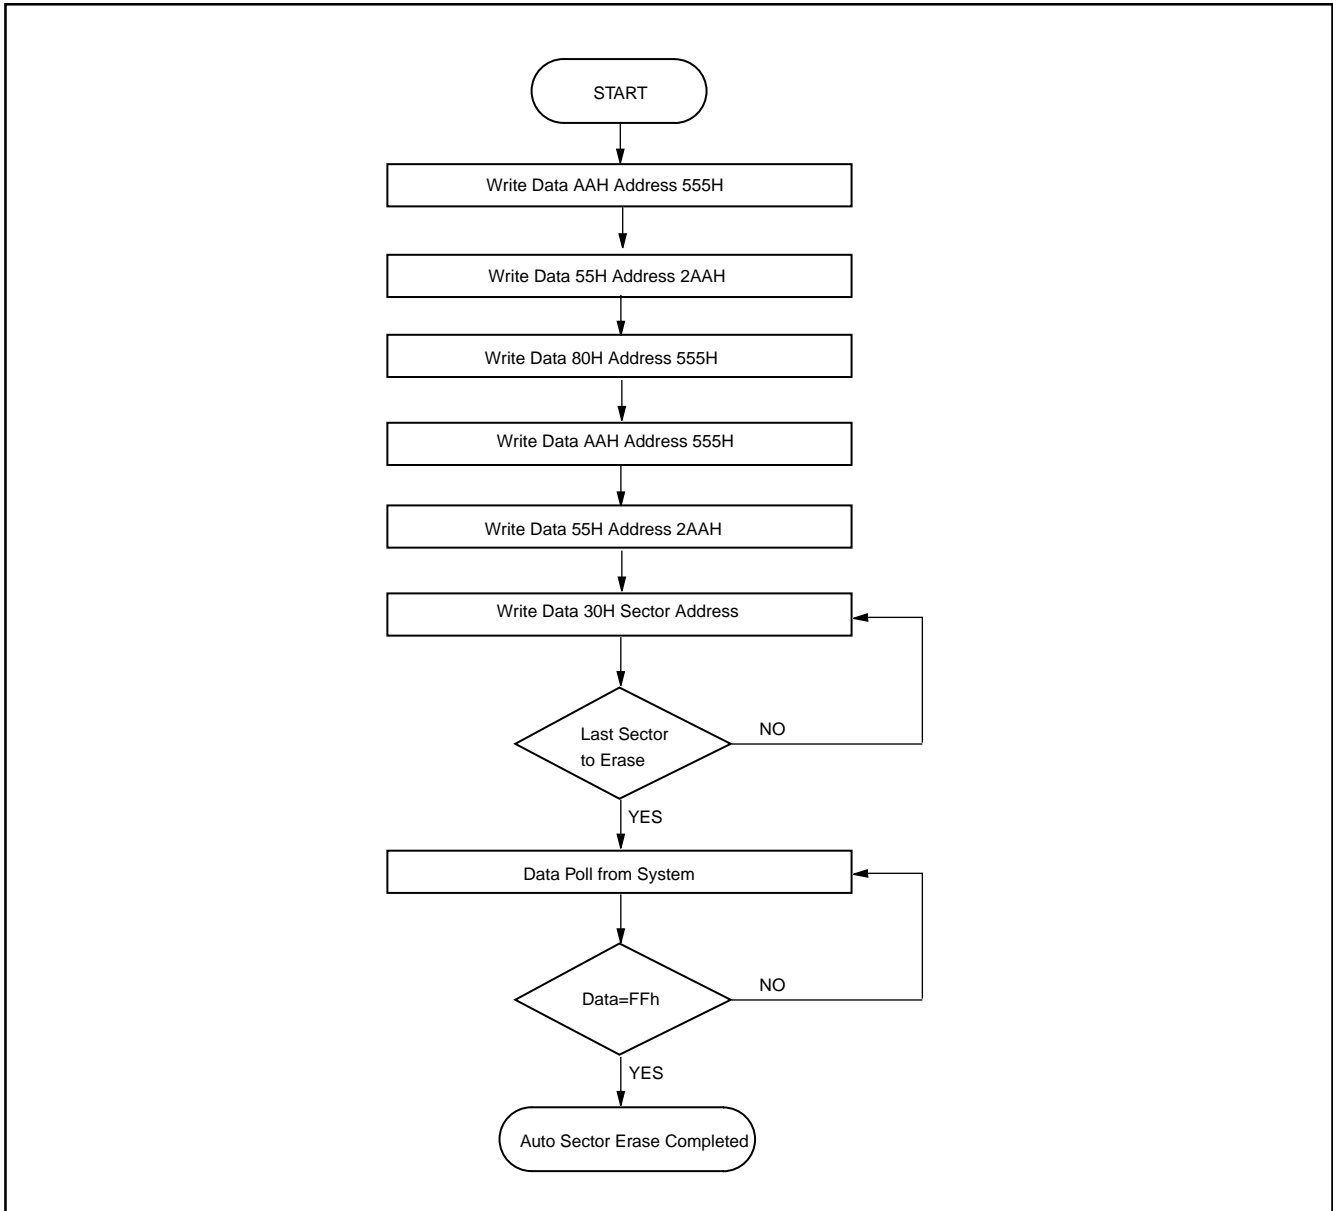 START
Write Data AAH Address 555H
Write Data 55H Address 2AAH
Write Data 80H Address 555H
Write Data AAH Address 555H
Write Data 55H Address 2AAH
Write Data 30H Sector Address
Last Sector
to Erase
NO
YES
Data Poll from System
Data=FFh
NO
YES
Auto Sector Erase Completed